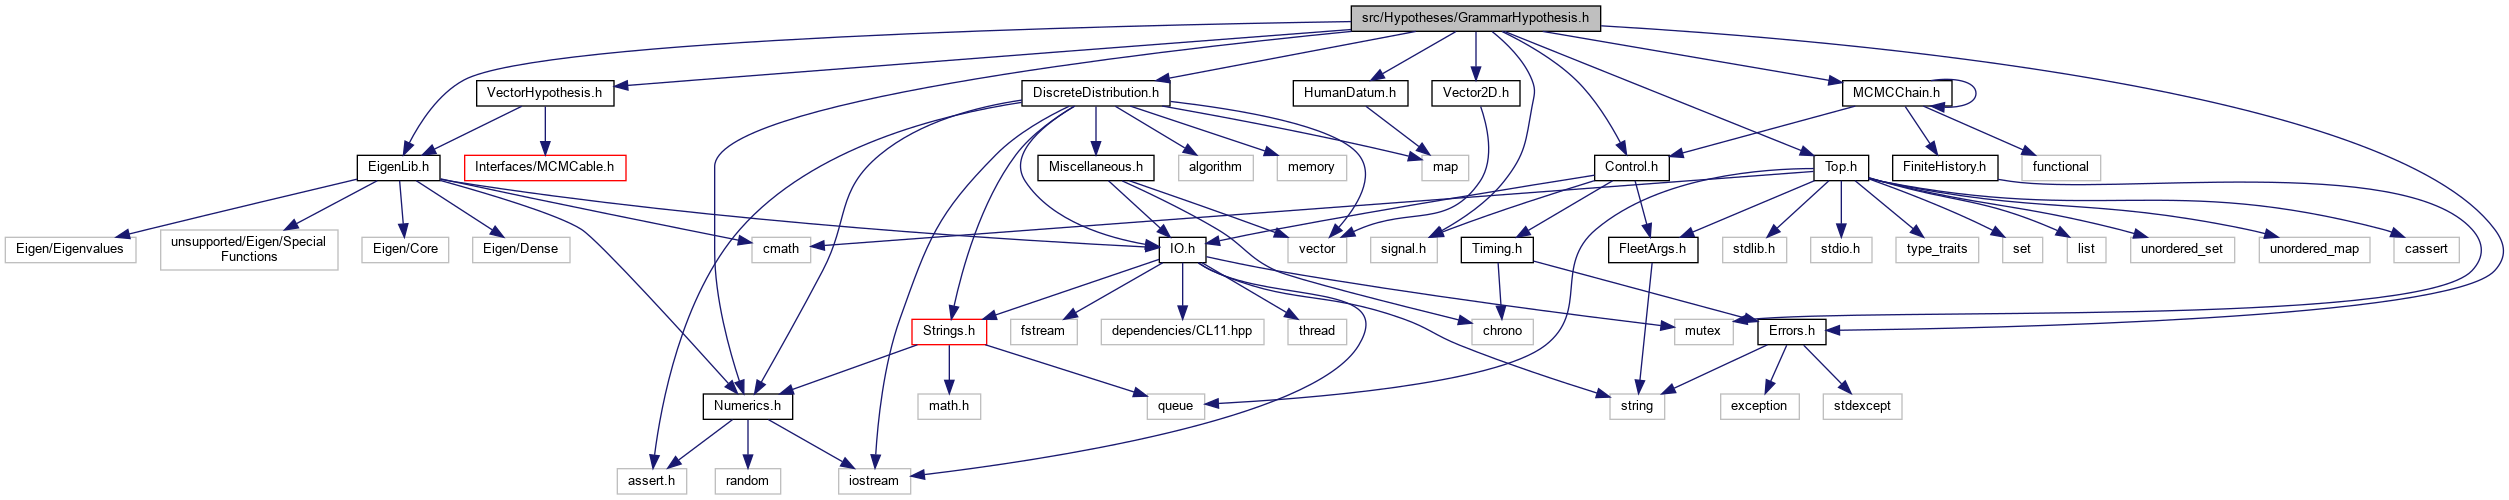 src/Hypotheses/GrammarHypothesis.h
VectorHypothesis.h
DiscreteDistribution.h
HumanDatum.h
Vector2D.h
MCMCChain.h
EigenLib.h
Interfaces/MCMCable.h
Miscellaneous.h
algorithm
memory
map
Control.h
Top.h
FiniteHistory.h
functional
Eigen/Eigenvalues
unsupported/Eigen/Special
Functions
Eigen/Core
Eigen/Dense
cmath
IO.h
vector
signal.h
Timing.h
FleetArgs.h
stdlib.h
stdio.h
type_traits
set
list
unordered_set
unordered_map
cassert
Strings.h
fstream
dependencies/CL11.hpp
thread
chrono
mutex
Errors.h
Numerics.h
math.h
queue
string
exception
stdexcept
assert.h
random
iostream